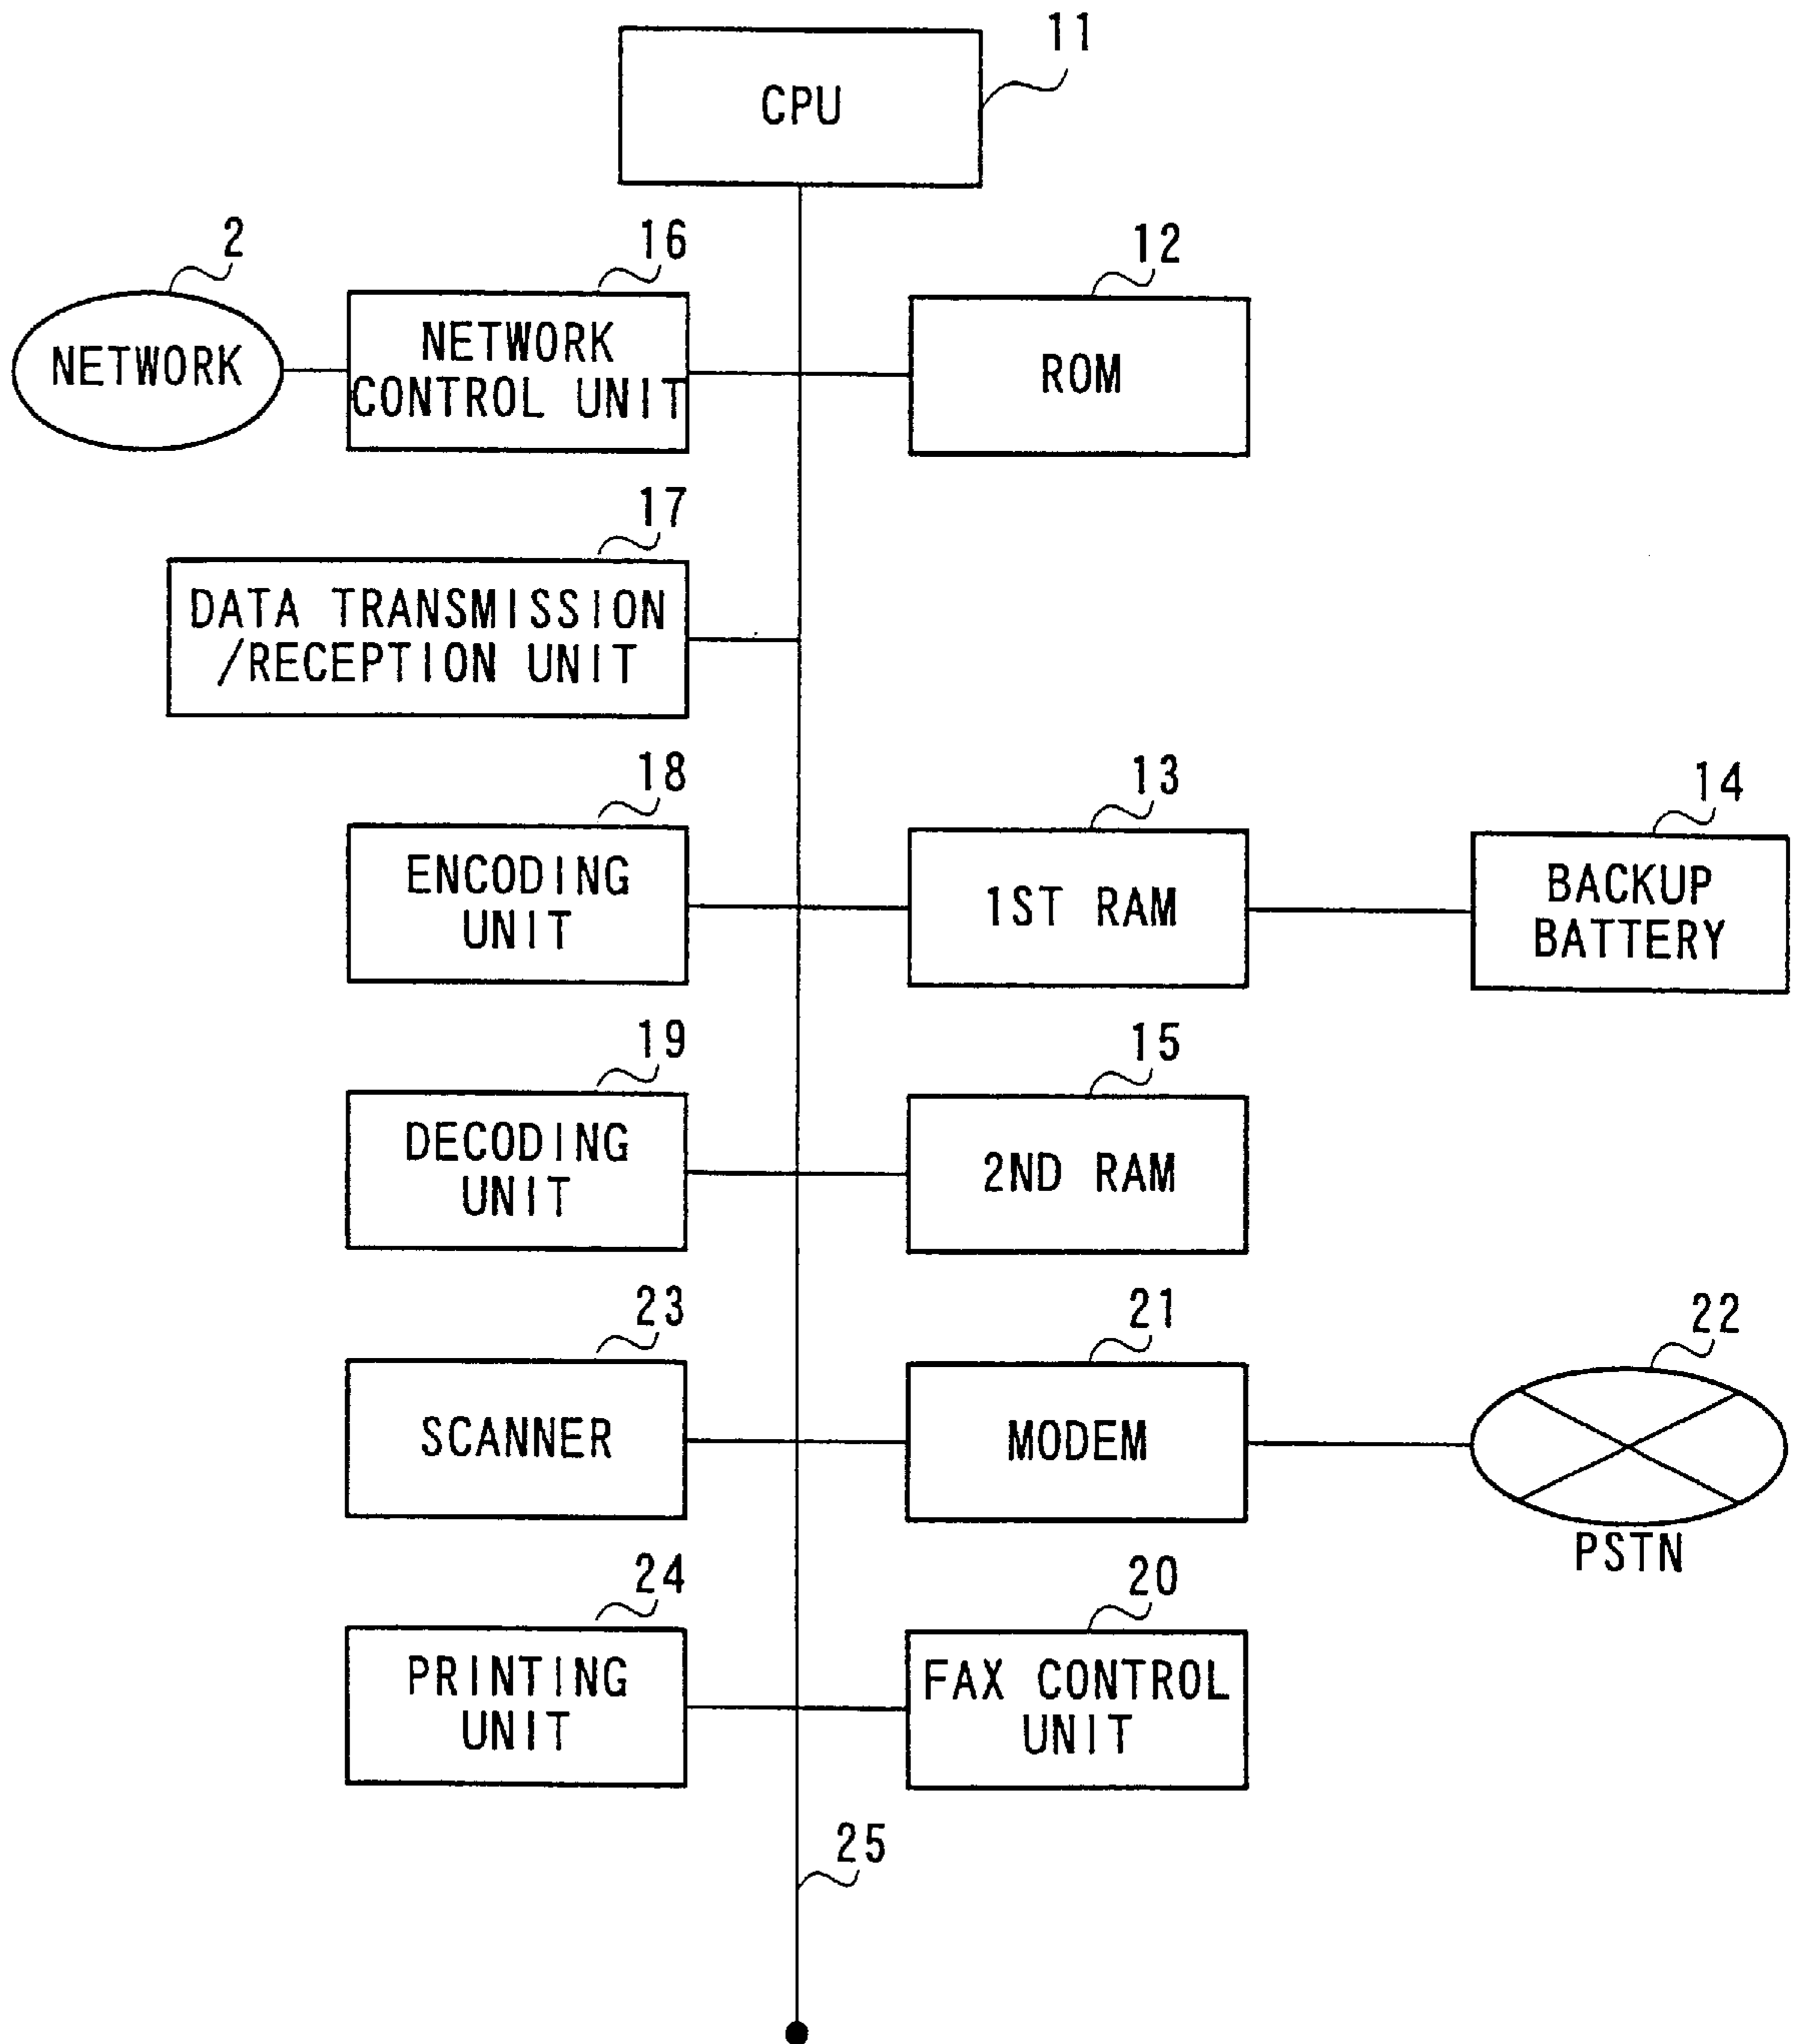 11
CPU
2
16
12
NETWORK
NETWORK
CONTROL UNIT
ROM
17
DATA TRANSMISSION
/RECEPTION UNIT
18
13
14
ENCODING
UNIT
1ST RAM
BACKUP
BATTERY
19
15
DECODING
UNIT
2ND RAM
23
21
22
SCANNER
MODEM
PSTN
24
20
PRINTING
UNIT
FAX CONTROL
UNIT
25